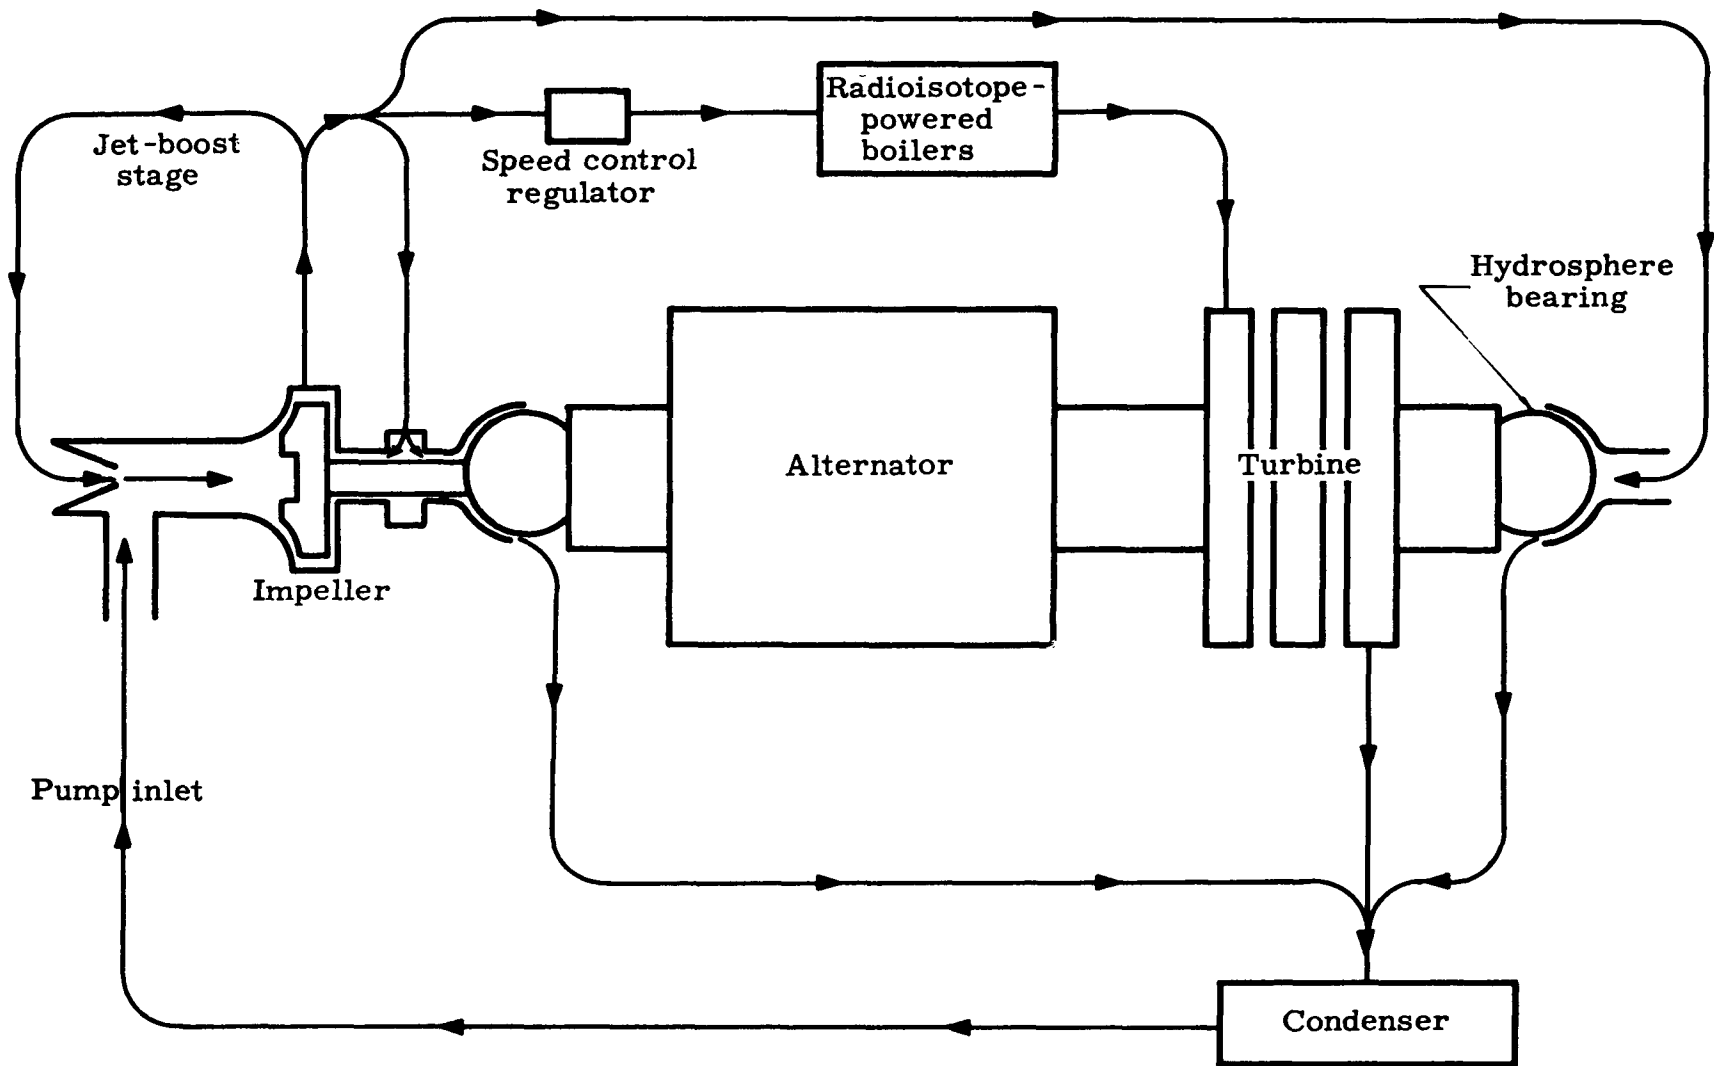 Jet-boost
stage
Speed control
regulator
Radioisotope-
powered
boilers
Hydrosphere
bearing
Alternator
Turbine
Impeller
Pump inlet
Condenser